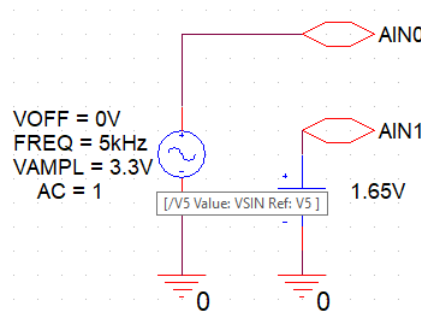 AIN0
VOFF = 0V
FREQ = 5kHz
VAMPL = 3.3V
AC = 1
AIN1
[/V5 Value: VSIN Ref: V5 ]
1.65V
0
0